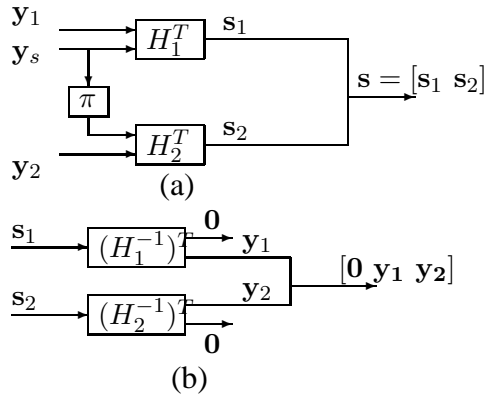 y₁ H₁ᵀ s₁
yₛ
s = [s₁ s₂]
π
y₂ H₂ᵀ s₂
(a)
s₁ (H₁⁻¹)ᵀ 0 y₁
[0 y₁ y₂]
s₂ (H₂⁻¹)ᵀ y₂
0
(b)